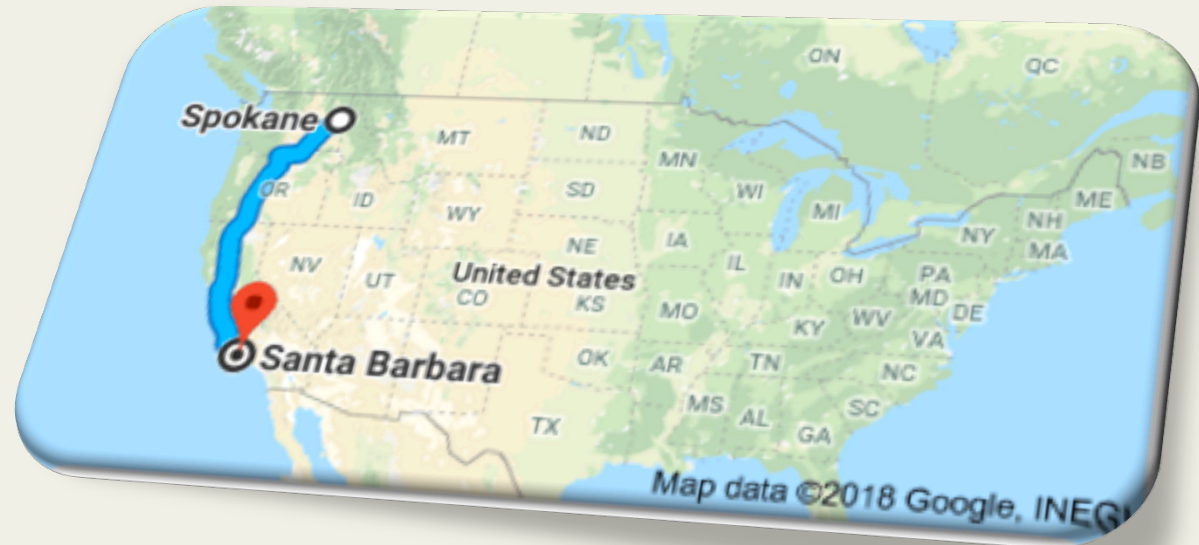 ON
QC
Spokane
MT
ND
MN
NB
OR
ID
SD
WI
MI
ME
WY
NH
NY
MA
NV
UT
NE
IA
IL
IN
OH
PA
United States
CO
KS
MO
MD
DE
KY
WV
VA
Santa Barbara
OK
AR
TN
NC
TX
MS
AL
SC
GA
Map data ©2018 Google, INEGI